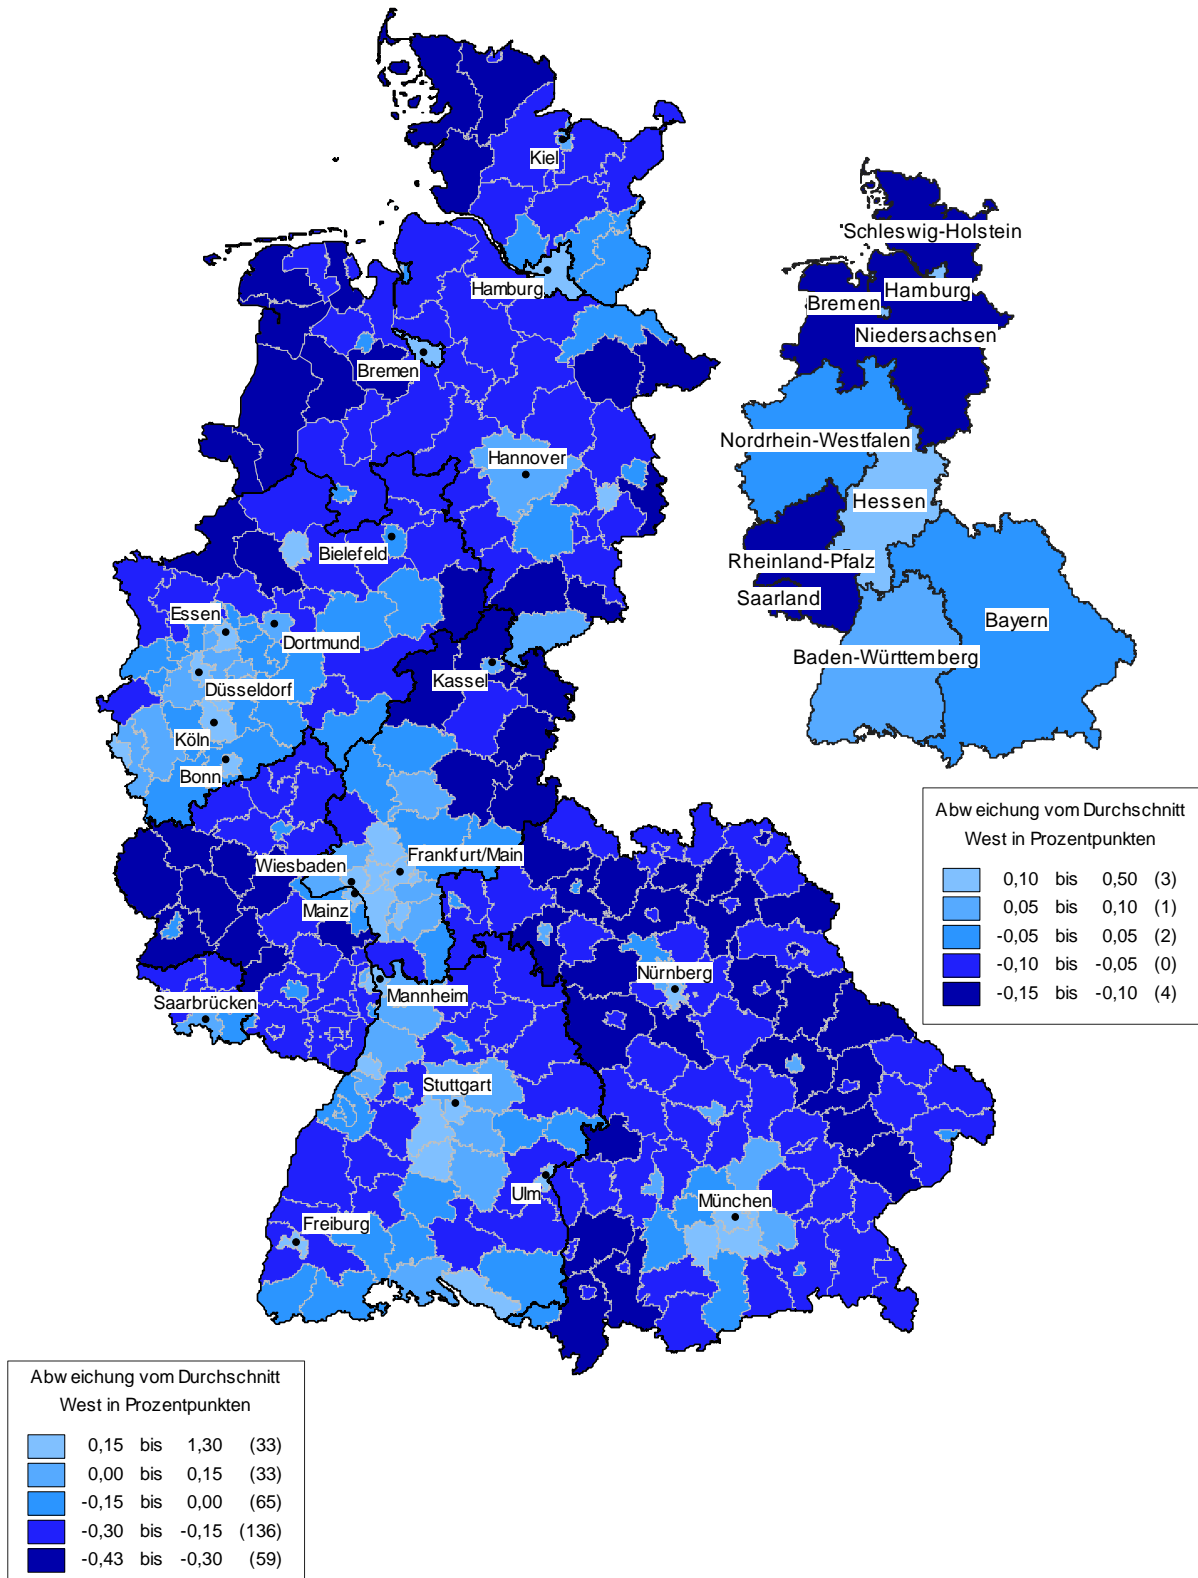 Kiel
Hamburg
Bremen
Hannover
Bielefeld
Essen
Dortmund
Kassel
Düsseldorf
Köln
Bonn
Wiesbaden
Frankfurt/Main
Mainz
Nürnberg
Mannheim
Saarbrücken
Stuttgart
Ulm
München
Freiburg
'Schleswig-Holstein
Hamburg
Bremen
Niedersachsen
Nordrhein-Westfalen
Hessen
Rheinland-Pfalz
Saarland
Bayern
Baden-Württemberg
Abweichung vom Durchschnitt
West in Prozentpunkten
0,10 bis 0,50 (3)
0,05 bis 0,10 (1)
-0,05 bis 0,05 (2)
-0,10 bis -0,05 (0)
-0,15 bis -0,10 (4)
Abweichung vom Durchschnitt
West in Prozentpunkten
0,15 bis 1,30 (33)
0,00 bis 0,15 (33)
-0,15 bis 0,00 (65)
-0,30 bis -0,15 (136)
-0,43 bis -0,30 (59)